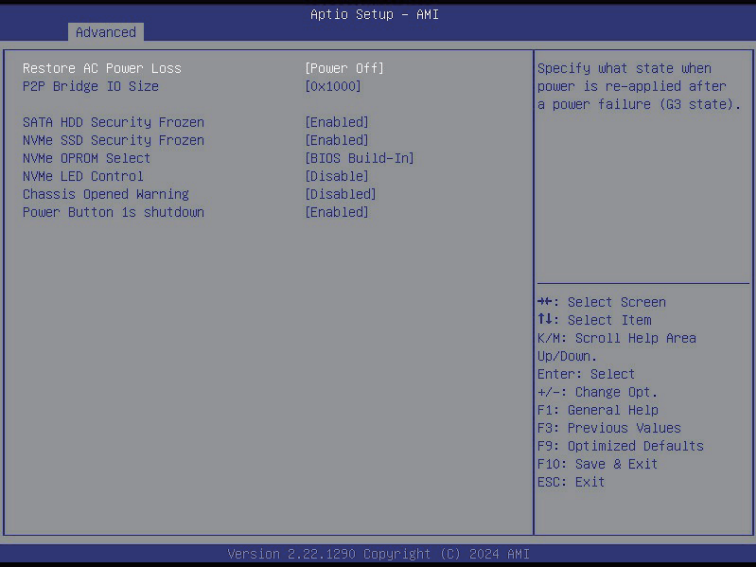 Aptio Setup - AMI
Advanced
Restore AC Power Loss [Power Off]
P2P Bridge IO Size [0x1000]
SATA HDD Security Frozen [Enabled]
NVMe SSD Security Frozen [Enabled]
NVMe OPROM Select [BIOS Build-In]
NVMe LED Control [Disable]
Chassis Opened Warning [Disabled]
Power Button 1s shutdown [Enabled]
Specify what state when
power is re-applied after
a power failure (G3 state).
→←: Select Screen
↑↓: Select Item
K/M: Scroll Help Area
Up/Down.
Enter: Select
+/-: Change Opt.
F1: General Help
F3: Previous Values
F9: Optimized Defaults
F10: Save & Exit
ESC: Exit
Version 2.22.1290 Copyright (C) 2024 AMI